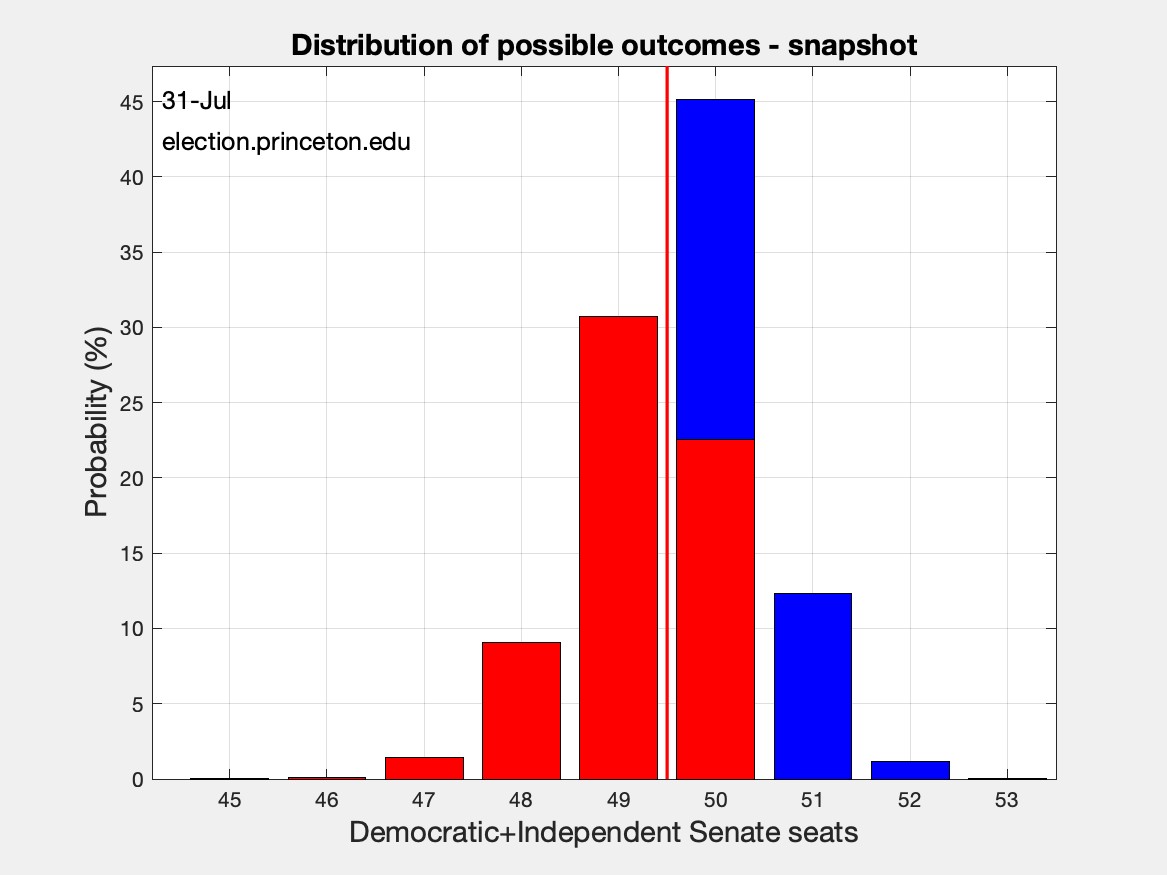 Distribution of possible outcomes - snapshot
31-Jul
election.princeton.edu
45
40
35
30
25
20
15
10
5
0
Probability (%)
45 46 47 48 49 50 51 52 53
Democratic+Independent Senate seats